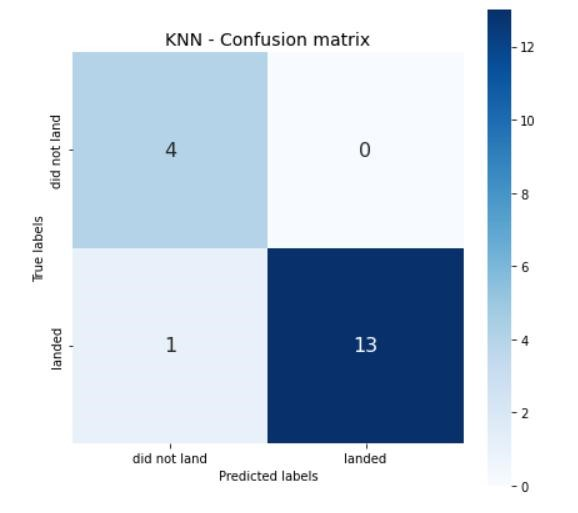 KNN - Confusion matrix
12
10
8
6
4
2
0
did not land
landed
True labels
4
0
1
13
did not land
landed
Predicted labels